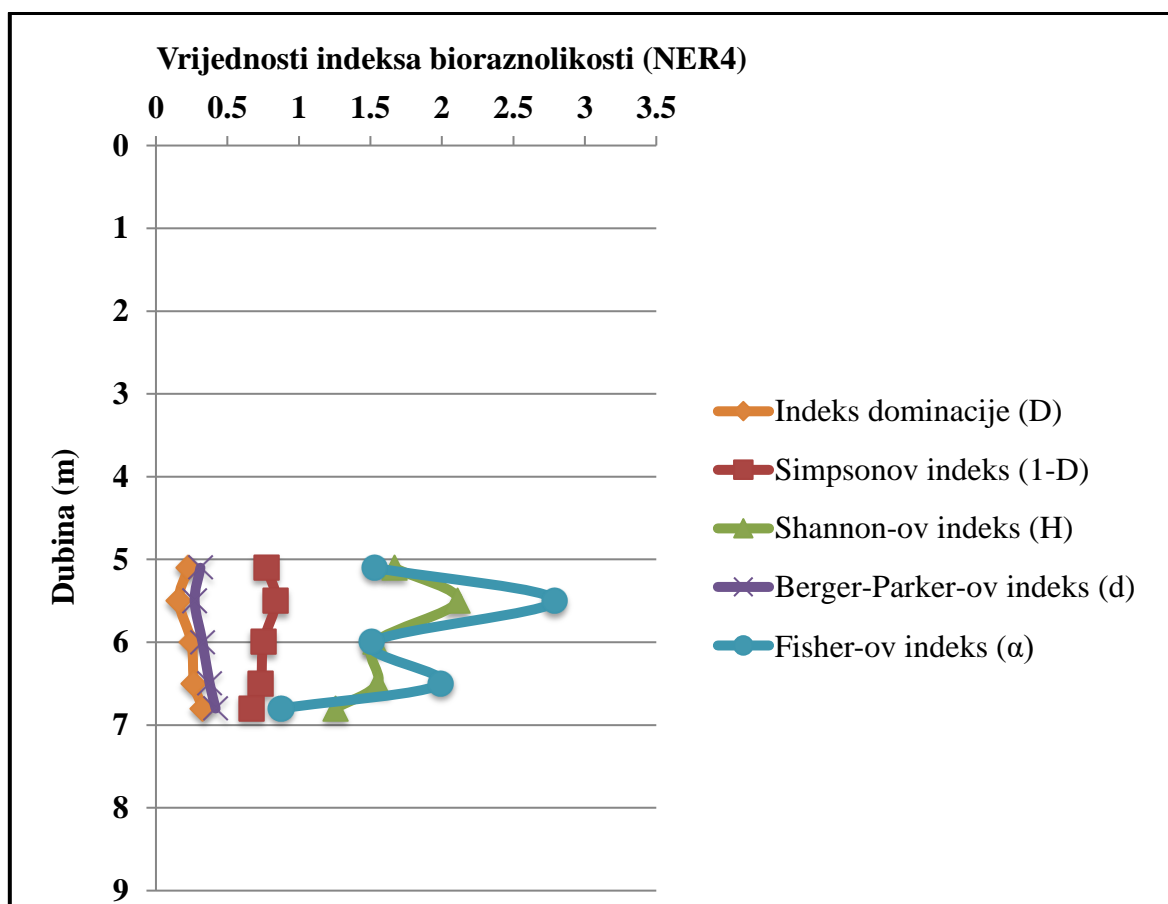 Vrijednosti indeksa bioraznolikosti (NER4)
0 0.5 1 1.5 2 2.5 3 3.5
0
1
2
3
4
5
6
7
8
9
Dubina (m)
Indeks dominacije (D)
Simpsonov indeks (1-D)
Shannon-ov indeks (H)
Berger-Parker-ov indeks (d)
Fisher-ov indeks (α)